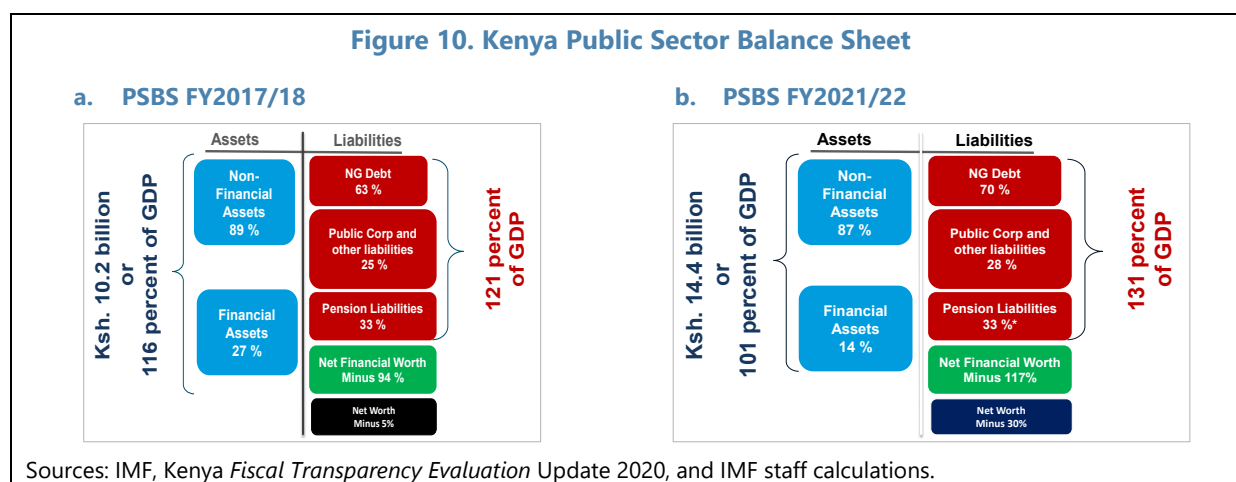 Figure 10. Kenya Public Sector Balance Sheet
a. PSBS FY2017/18
Assets
Liabilities
Ksh. 10.2 billion
or
116 percent of GDP
Non-
Financial
Assets
89 %
Financial
Assets
27 %
NG Debt
63 %
Public Corp and
other liabilities
25 %
Pension Liabilities
33 %
Net Financial Worth
Minus 94 %
Net Worth
Minus 5%
121 percent
of GDP
b. PSBS FY2021/22
Assets
Liabilities
Ksh. 14.4 billion
or
101 percent of GDP
Non-
Financial
Assets
87 %
Financial
Assets
14 %
NG Debt
70 %
Public Corp and
other liabilities
28 %
Pension Liabilities
33 %*
Net Financial Worth
Minus 117%
Net Worth
Minus 30%
131 percent
of GDP
Sources: IMF, Kenya Fiscal Transparency Evaluation Update 2020, and IMF staff calculations.